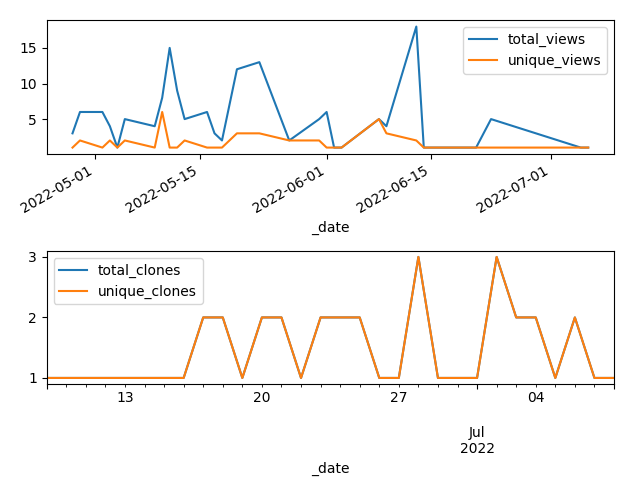 total_views
unique_views
15
10
5
2022-05-01
2022-05-15
2022-06-01
2022-06-15
2022-07-01
_date
total_clones
unique_clones
3
2
1
13
20
27
04
Jul
2022
_date